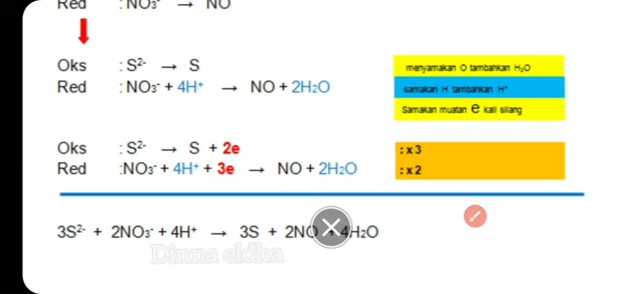 Red : NO₃⁻ → NO
Oks : S²⁻ → S
Red : NO₃⁻ + 4H⁺ → NO + 2H₂O
menyamakan O tambahkan H₂O
samakan H tambahkan H⁺
Samakan muatan e kali silang
Oks : S²⁻ → S + 2e
Red :NO₃⁻ + 4H⁺ + 3e → NO + 2H₂O
: x 3
: x 2
3S²⁻ + 2NO₃⁻ + 4H⁺ → 3S + 2NO + 4H₂O
Dinna eldha